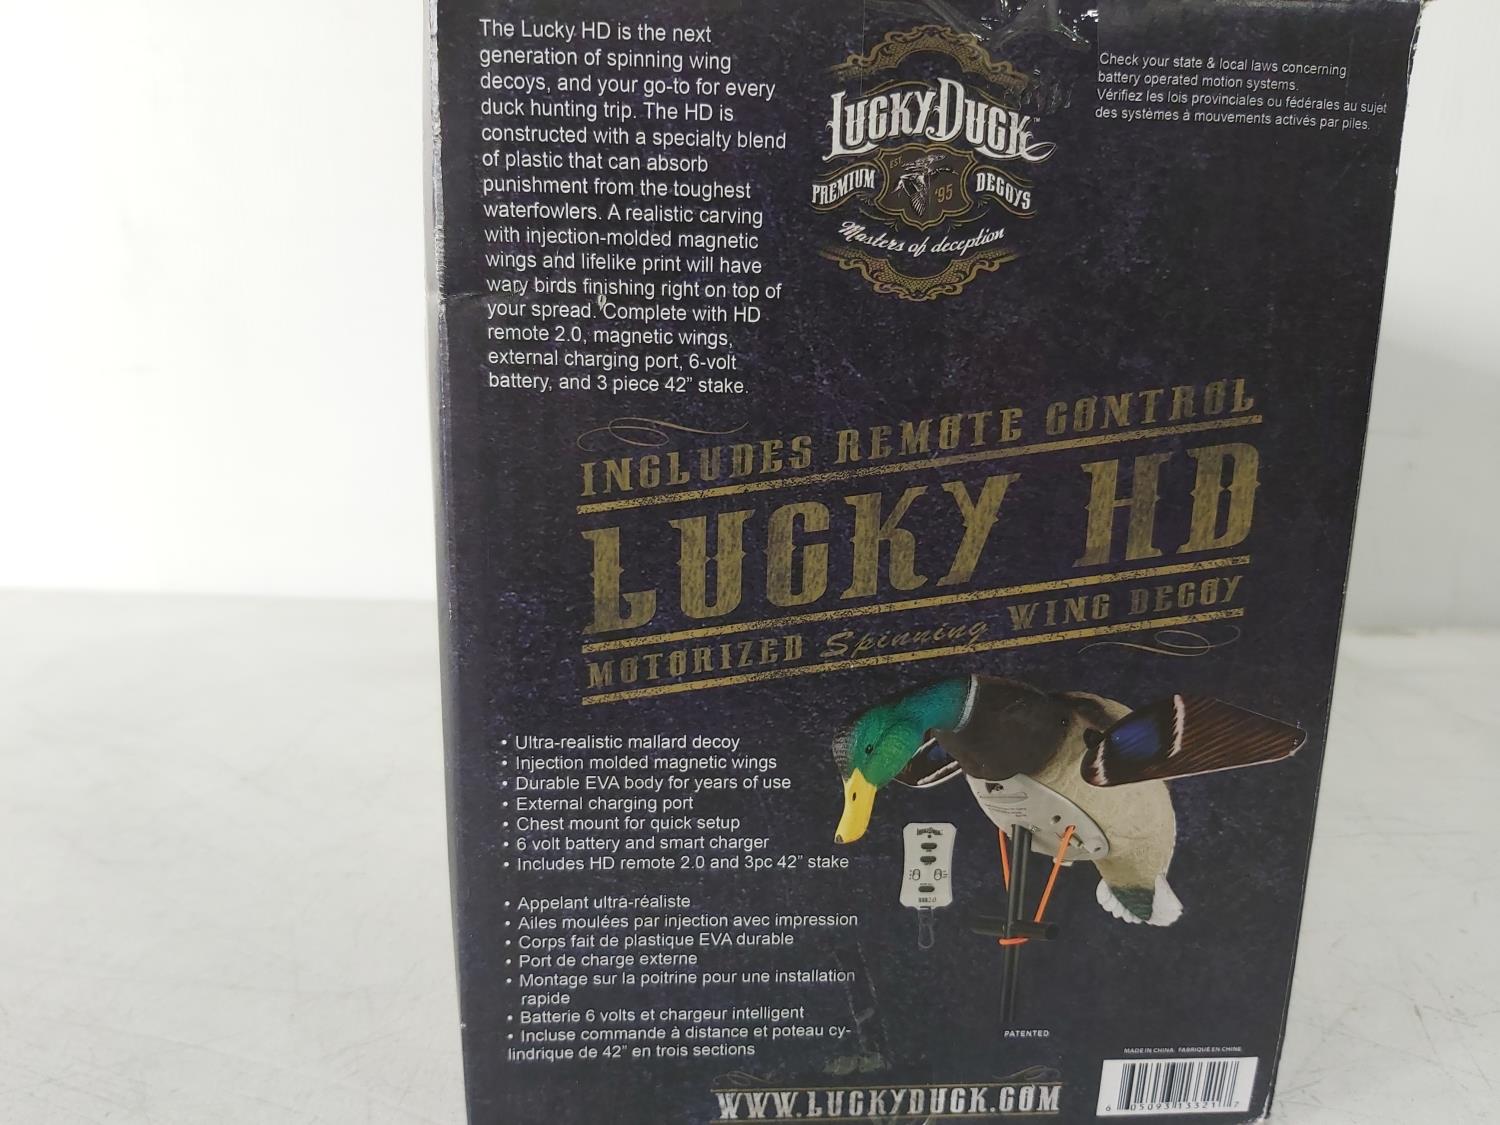 The Lucky HD is the next
generation of spinning wing
decoys, and your go-to for every
duck hunting trip. The HD is
constructed with a specialty blend
of plastic that can absorb
punishment from the toughest
waterfowlers. A realistic carving
with injection-molded magnetic
wings and lifelike print will have
wary birds finishing right on top of
your spread. Complete with HD
remote 2.0, magnetic wings,
external charging port, 6-volt
battery, and 3 piece 42” stake.
LUCKY DUCK™
EST. '95
PREMIUM DECOYS
Masters of deception
Check your state & local laws concerning
battery operated motion systems.
Vérifiez les lois provinciales ou fédérales au sujet
des systèmes à mouvements activés par piles.
INCLUDES REMOTE CONTROL
LUCKY HD
MOTORIZED Spinning WING DECOY
• Ultra-realistic mallard decoy
• Injection molded magnetic wings
• Durable EVA body for years of use
• External charging port
• Chest mount for quick setup
• 6 volt battery and smart charger
• Includes HD remote 2.0 and 3pc 42” stake
• Appelant ultra-réaliste
• Ailes moulées par injection avec impression
• Corps fait de plastique EVA durable
• Port de charge externe
• Montage sur la poitrine pour une installation
rapide
• Batterie 6 volts et chargeur intelligent
• Incluse commande à distance et poteau cy-
lindrique de 42” en trois sections
PATENTED
MADE IN CHINA FABRIQUE EN CHINE
6 05093 13321 7
WWW.LUCKYDUCK.COM